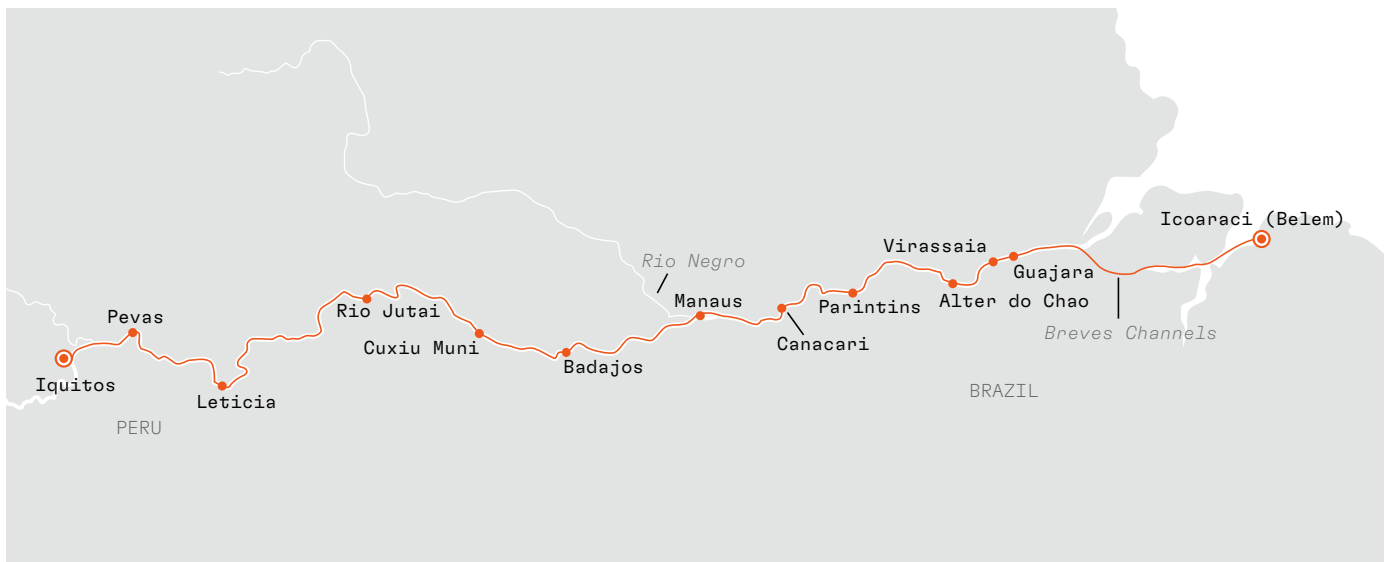 Icoaraci (Belem)
Virassaia
Rio Negro
Guajara
Manaus
Alter do Chao
Parintins
Rio Jutai
Pevas
Breves Channels
Canacari
Cuxiu Muni
Badajos
Iquitos
BRAZIL
Leticia
PERU